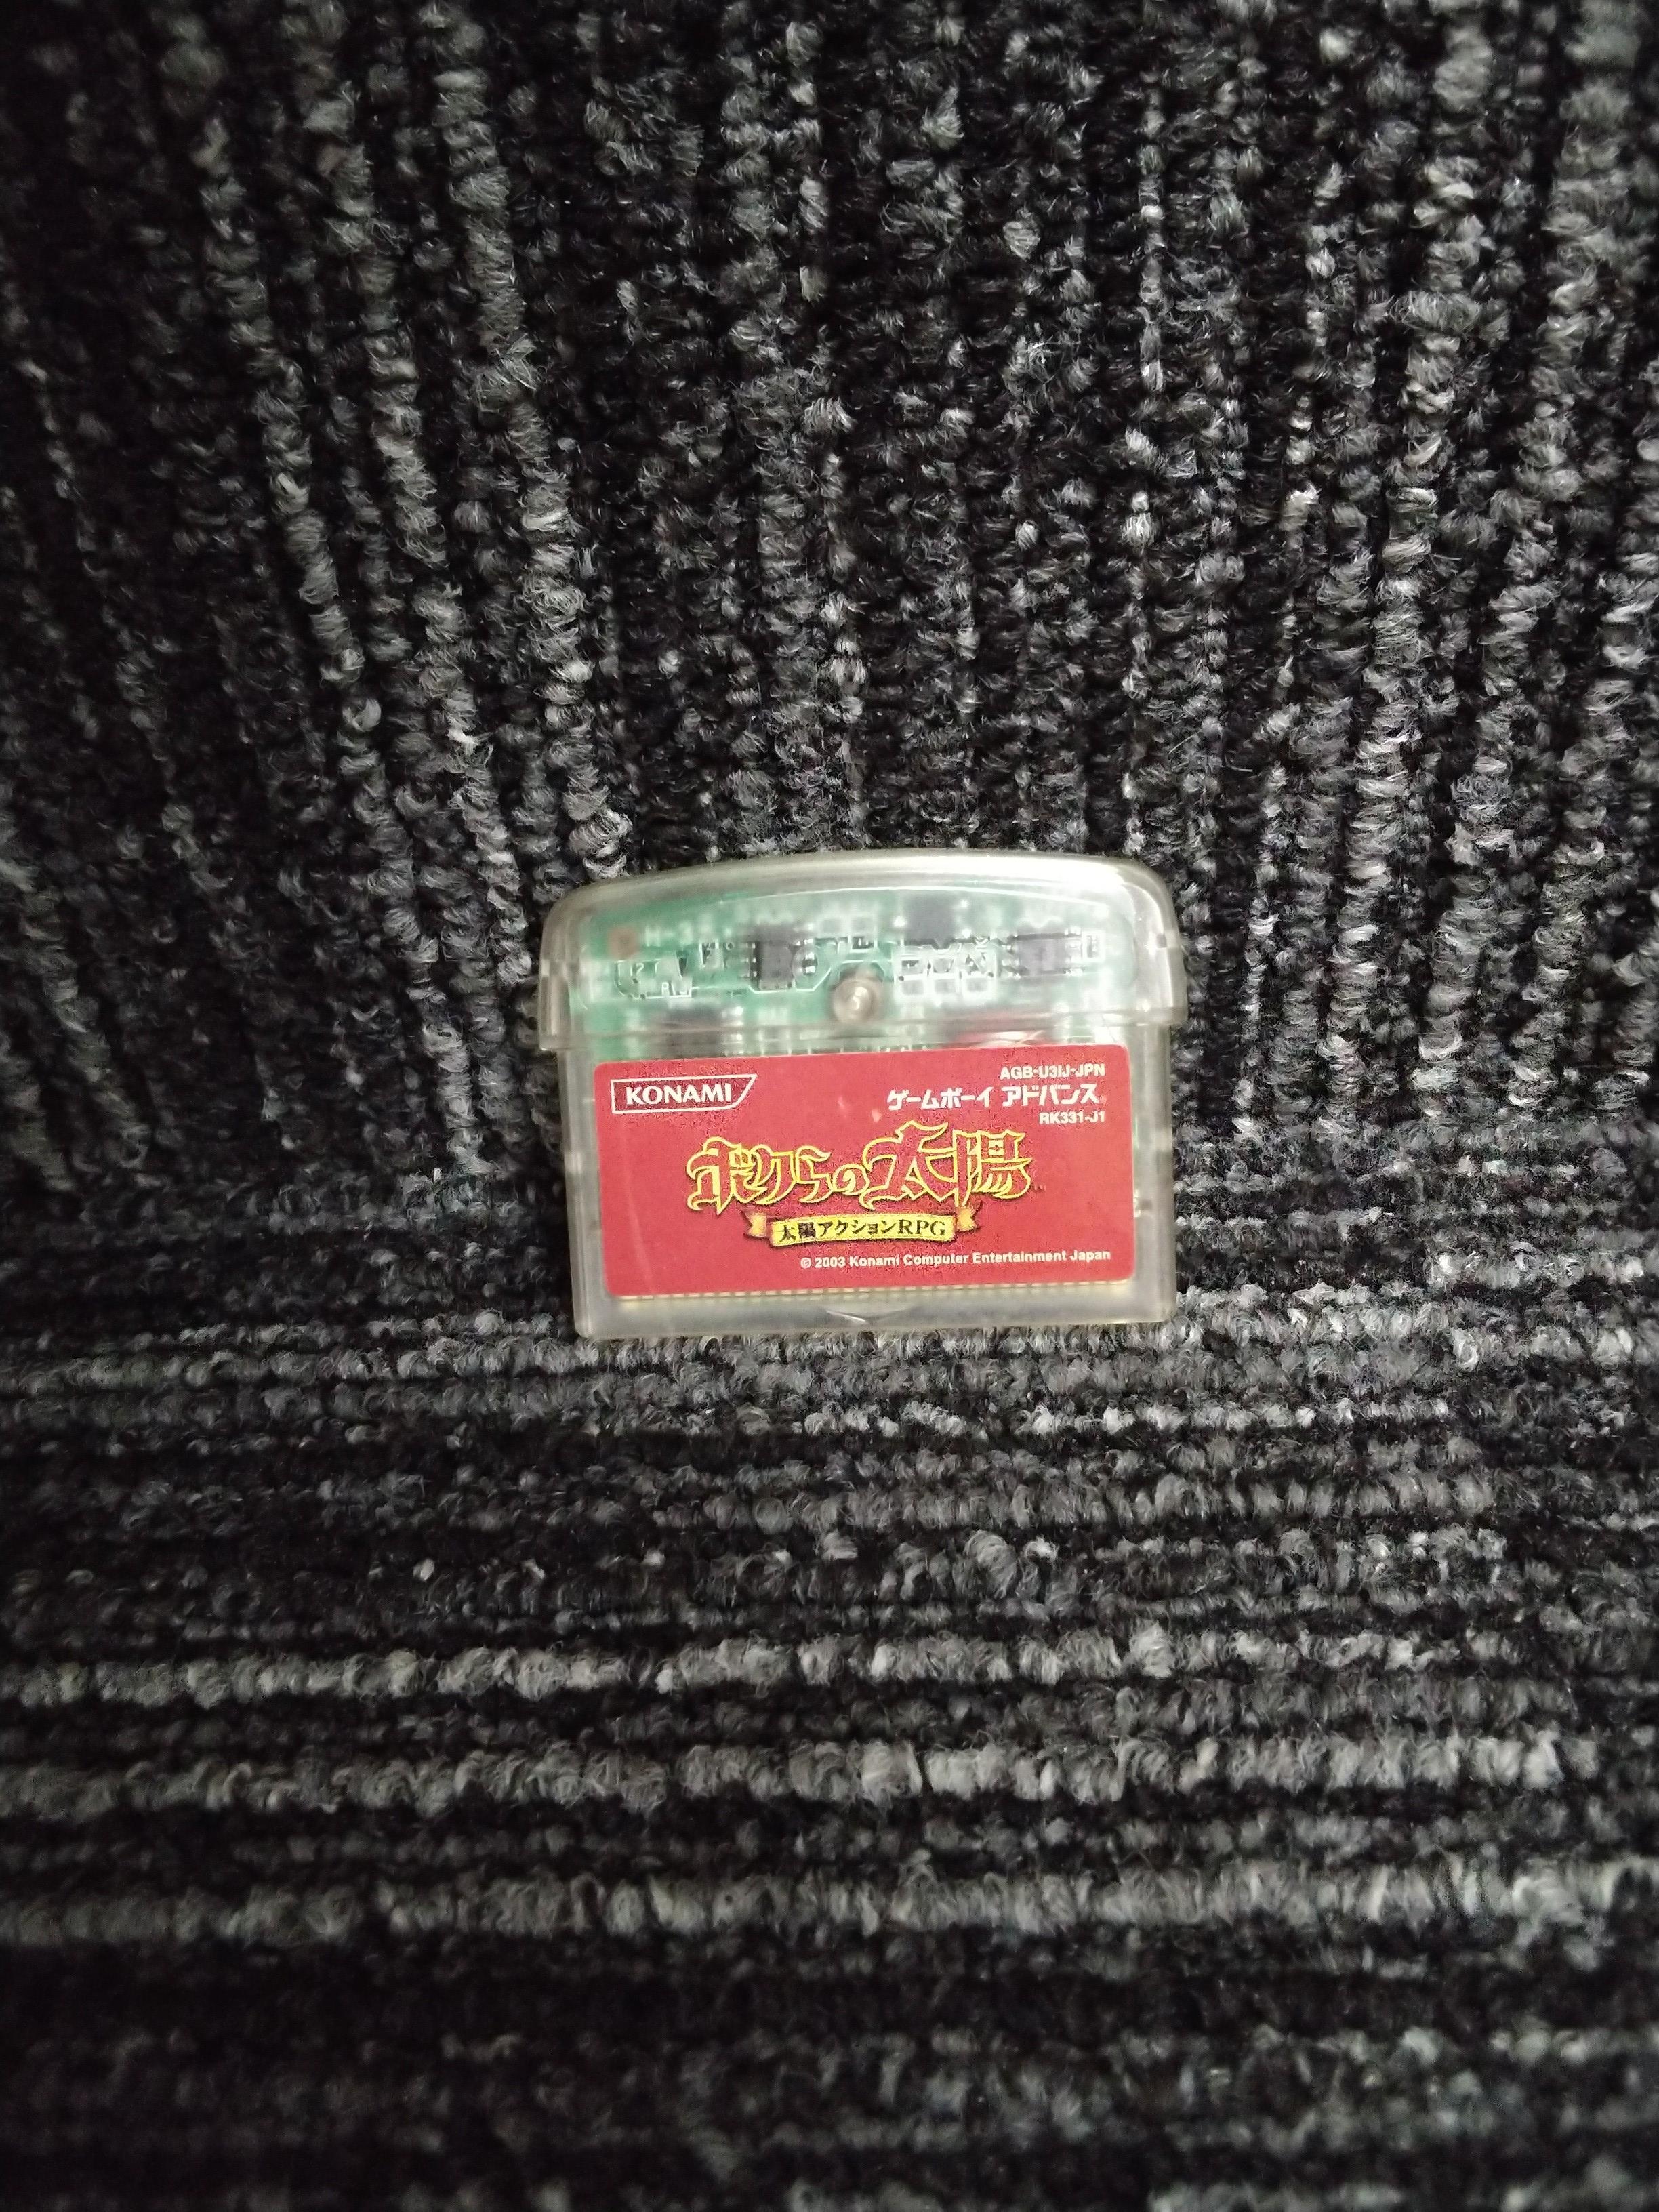 KONAMI
AGB-U3IJ-JPN
ゲームボーイ アドバンス®
RK331-J1
ボクらの太陽
太陽アクションRPG
© 2003 Konami Computer Entertainment Japan